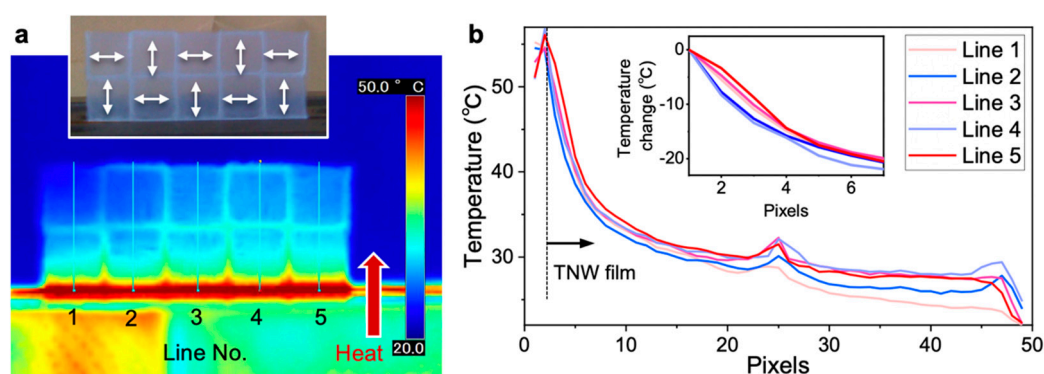 a
50.0 ° C
20.0
1 2 3 4 5
Line No.
Heat
b
Temperature (°C)
50
40
30
0 10 20 30 40 50
Pixels
TNW film
Temperature
change (°C)
0
-10
-20
2 4 6
Pixels
Line 1
Line 2
Line 3
Line 4
Line 5